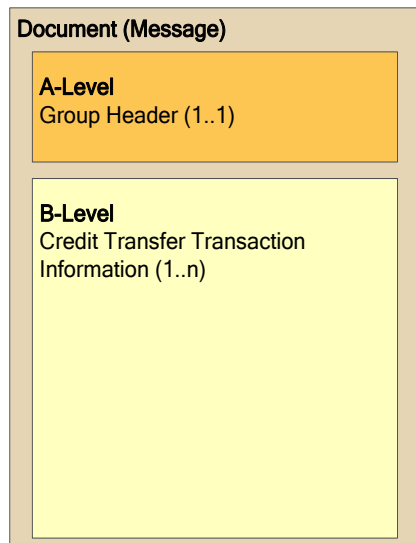 Document (Message)
A-Level
Group Header (1..1)
B-Level
Credit Transfer Transaction
Information (1..n)